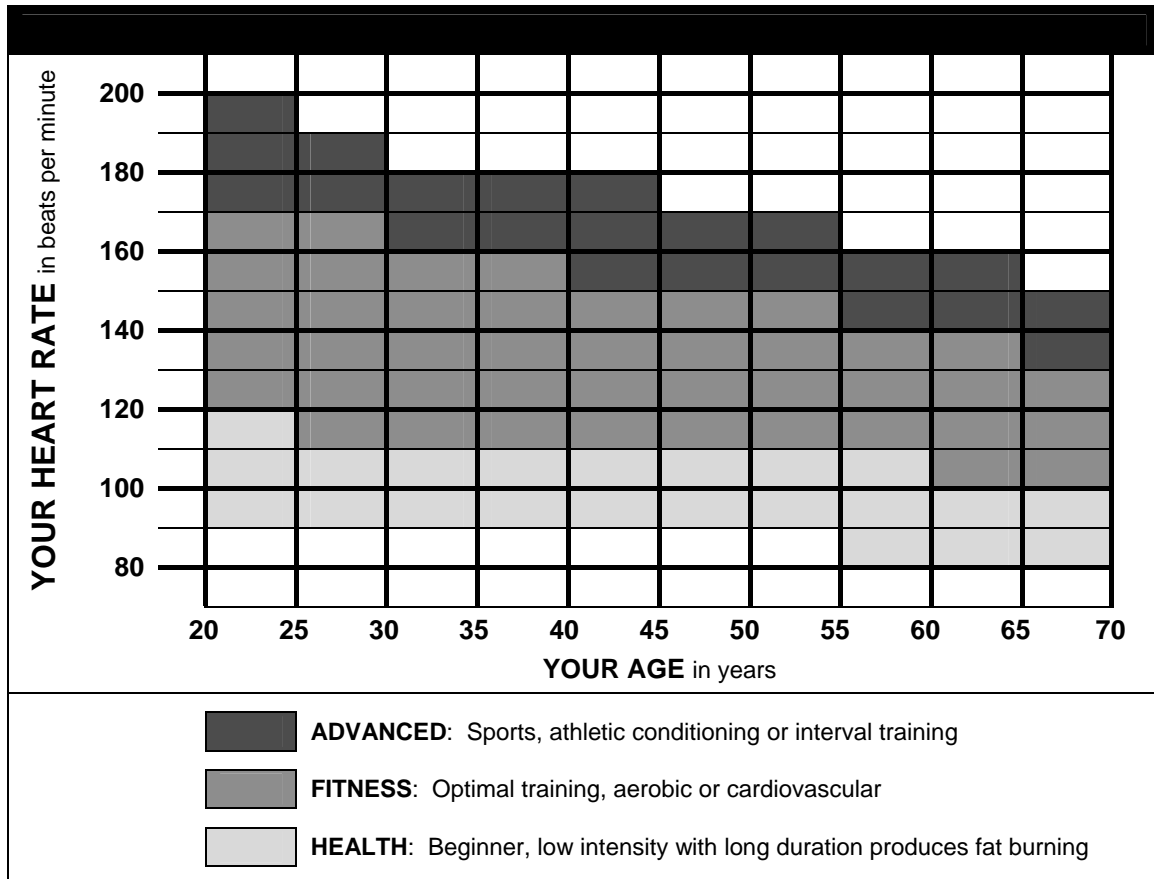 YOUR HEART RATE in beats per minute
200
180
160
140
120
100
80
20 25 30 35 40 45 50 55 60 65 70
YOUR AGE in years
ADVANCED: Sports, athletic conditioning or interval training
FITNESS: Optimal training, aerobic or cardiovascular
HEALTH: Beginner, low intensity with long duration produces fat burning